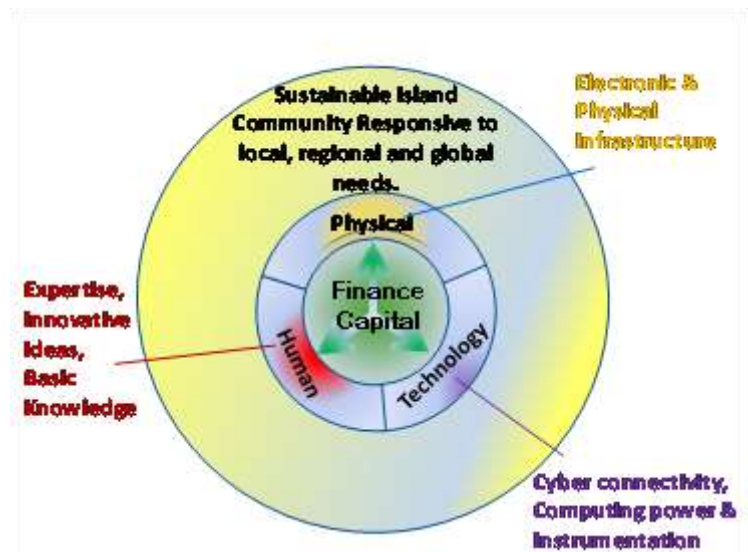 Sustainable Island
Community Responsive to
local, regional and global
needs.
Electronic &
Physical
Infrastructure
Physical
Finance
Capital
Human
Technology
Expertise,
Innovative
Ideas,
Basic
Knowledge
Cyber connectivity,
Computing power &
Instrumentation